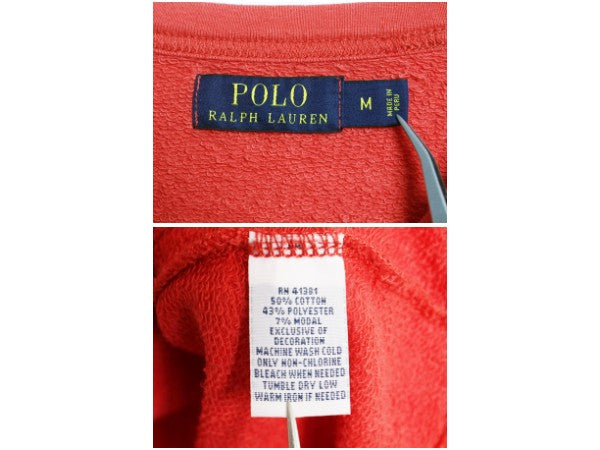 POLO
RALPH LAUREN
M
MADE IN
PERU
RN 41381
50% COTTON
43% POLYESTER
7% MODAL
EXCLUSIVE OF
DECORATION
MACHINE WASH COLD
ONLY NON-CHLORINE
BLEACH WHEN NEEDED
TUMBLE DRY LOW
WARM IRON IF NEEDED